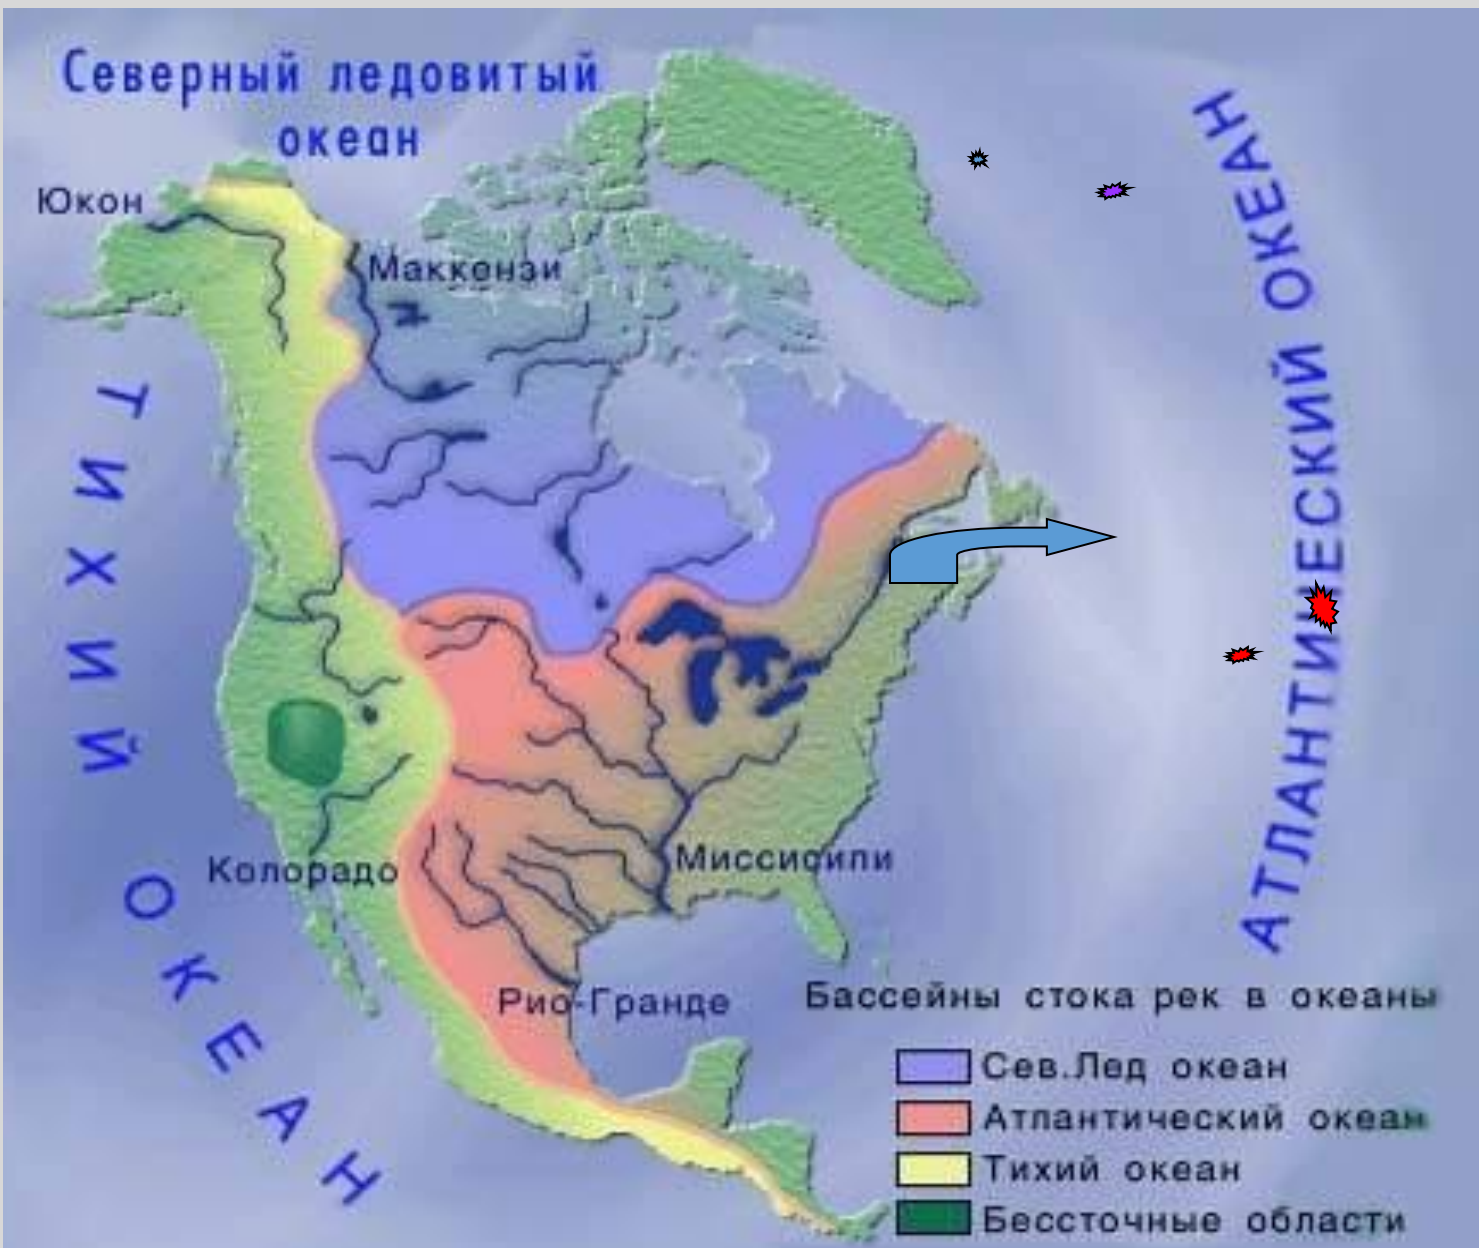 Северный ледовитый
океан
Юкон
Маккензи
ТИХИЙ ОКЕАН
АТЛАНТИЧЕСКИЙ ОКЕАН
Колорадо
Миссисипи
Рио-Гранде
Бассейны стока рек в океаны
Сев.Лед океан
Атлантический океан
Тихий океан
Бессточные области